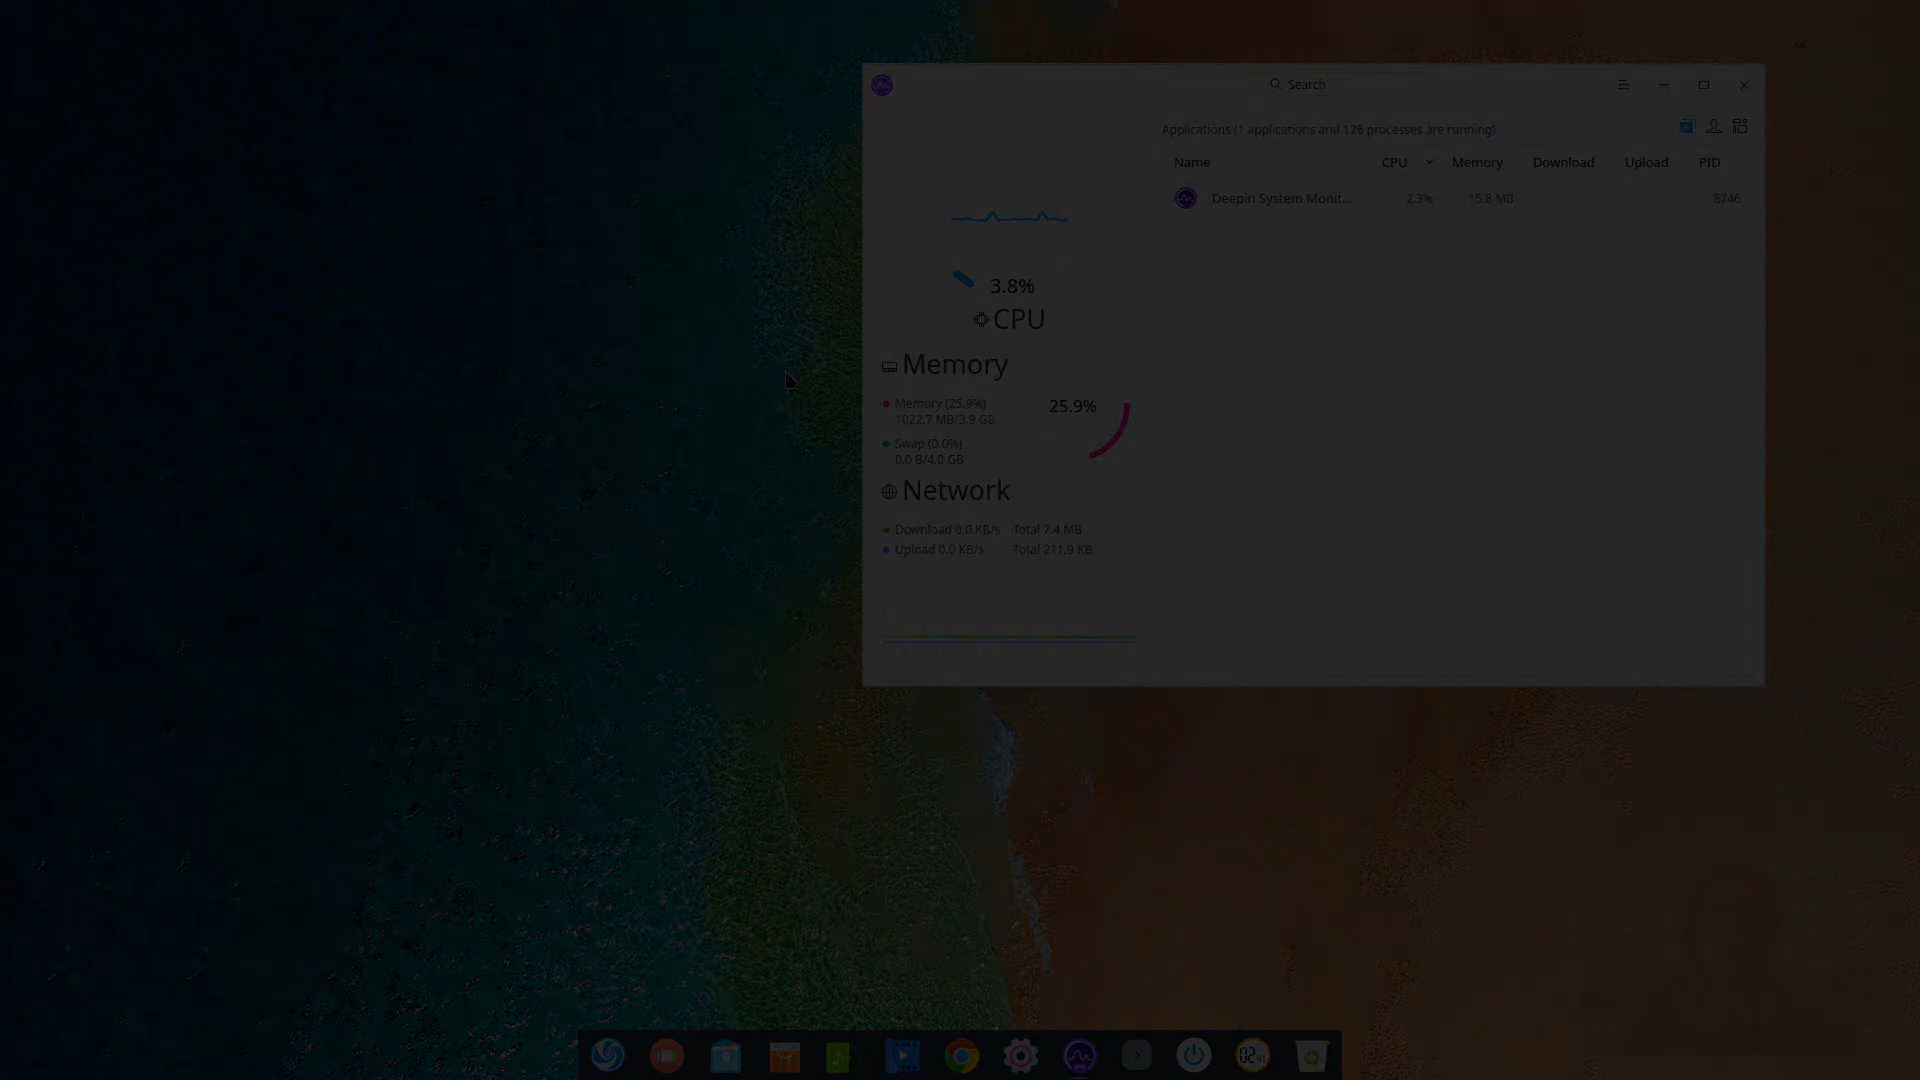 Search
Applications (1 applications and 126 processes are running)
Name CPU Memory Download Upload PID
Deepin System Monit... 2.3% 15.8 MB 8746
3.8%
CPU
Memory
Memory (25.9%)
1022.7 MB/3.9 GB
25.9%
Swap (0.0%)
0.0 B/4.0 GB
Network
Download 0.0 KB/s Total 7.4 MB
Upload 0.0 KB/s Total 211.9 KB
02 41